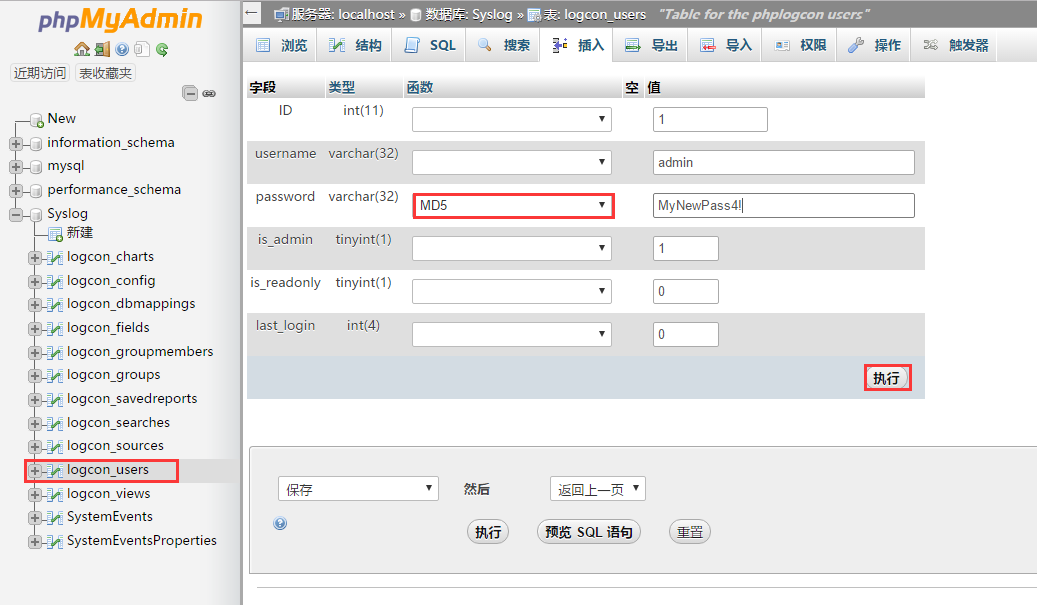 phpMyAdmin
近期访问 表收藏夹
New
information_schema
mysql
performance_schema
Syslog
新建
logcon_charts
logcon_config
logcon_dbmappings
logcon_fields
logcon_groupmembers
logcon_groups
logcon_savedreports
logcon_searches
logcon_sources
logcon_users
logcon_views
SystemEvents
SystemEventsProperties
服务器: localhost » 数据库: Syslog » 表: logcon_users "Table for the phplogcon users"
浏览 结构 SQL 搜索 插入 导出 导入 权限 操作 触发器
字段 类型 函数 空 值
ID int(11) 1
username varchar(32) admin
password varchar(32) MD5 MyNewPass4!
is_admin tinyint(1) 1
is_readonly tinyint(1) 0
last_login int(4) 0
执行
保存 然后 返回上一页
执行 预览 SQL 语句 重置